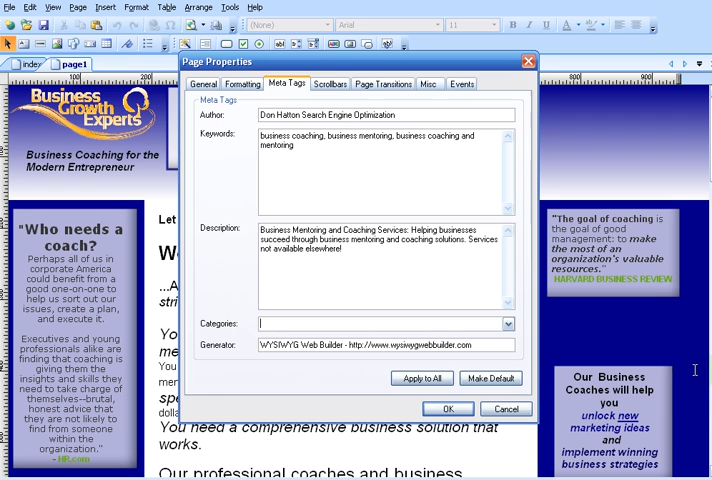 File Edit View Page Insert Format Table Arrange Tools Help
(None) Arial 11
index page1
100 200 800 900
Page Properties
General Formatting Meta Tags Scrollbars Page Transitions Misc Events
Meta Tags
Author: Don Hatton Search Engine Optimization
Keywords: business coaching, business mentoring, business coaching and
mentoring
Description: Business Mentoring and Coaching Services: Helping businesses
succeed through business mentoring and coaching solutions. Services
not available elsewhere!
Categories:
Generator: WYSIWYG Web Builder - http://www.wysiwygwebbuilder.com
Apply to All Make Default
OK Cancel
Business
Growth
Experts
Business Coaching for the
Modern Entrepreneur
"Who needs a
coach?
Perhaps all of us in
corporate America
could benefit from a
good one-on-one to
help us sort out our
issues, create a plan,
and execute it.
Executives and young
professionals alike are
finding that coaching is
giving them the
insights and skills they
need to take charge of
themselves--brutal,
honest advice that
they are not likely to
find from someone
within the
organization."
- HR.com
Let
...A
You
You need a comprehensive business solution that
works.
Our professional coaches and business
"The goal of coaching is
the goal of good
management: to make
the most of an
organization's valuable
resources."
HARVARD BUSINESS REVIEW
Our Business
Coaches will help
you
unlock new
marketing ideas
and
implement winning
business strategies